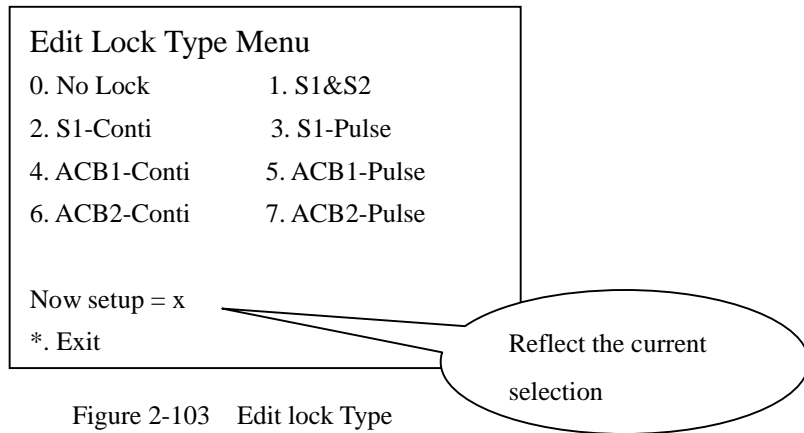 Edit Lock Type Menu
0. No Lock 1. S1&S2
2. S1-Conti 3. S1-Pulse
4. ACB1-Conti 5. ACB1-Pulse
6. ACB2-Conti 7. ACB2-Pulse
Now setup = x
*. Exit
Reflect the current
selection
Figure 2-103 Edit lock Type